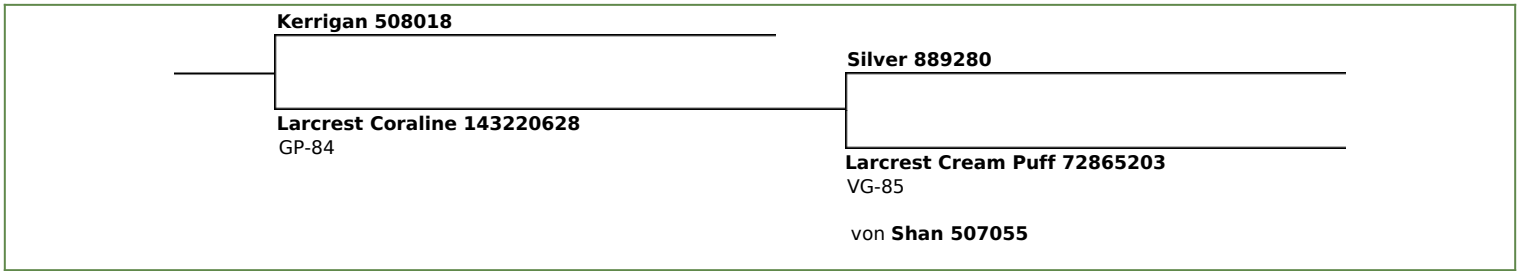 Kerrigan 508018
Silver 889280
Larcrest Coraline 143220628
GP-84
Larcrest Cream Puff 72865203
VG-85
von Shan 507055